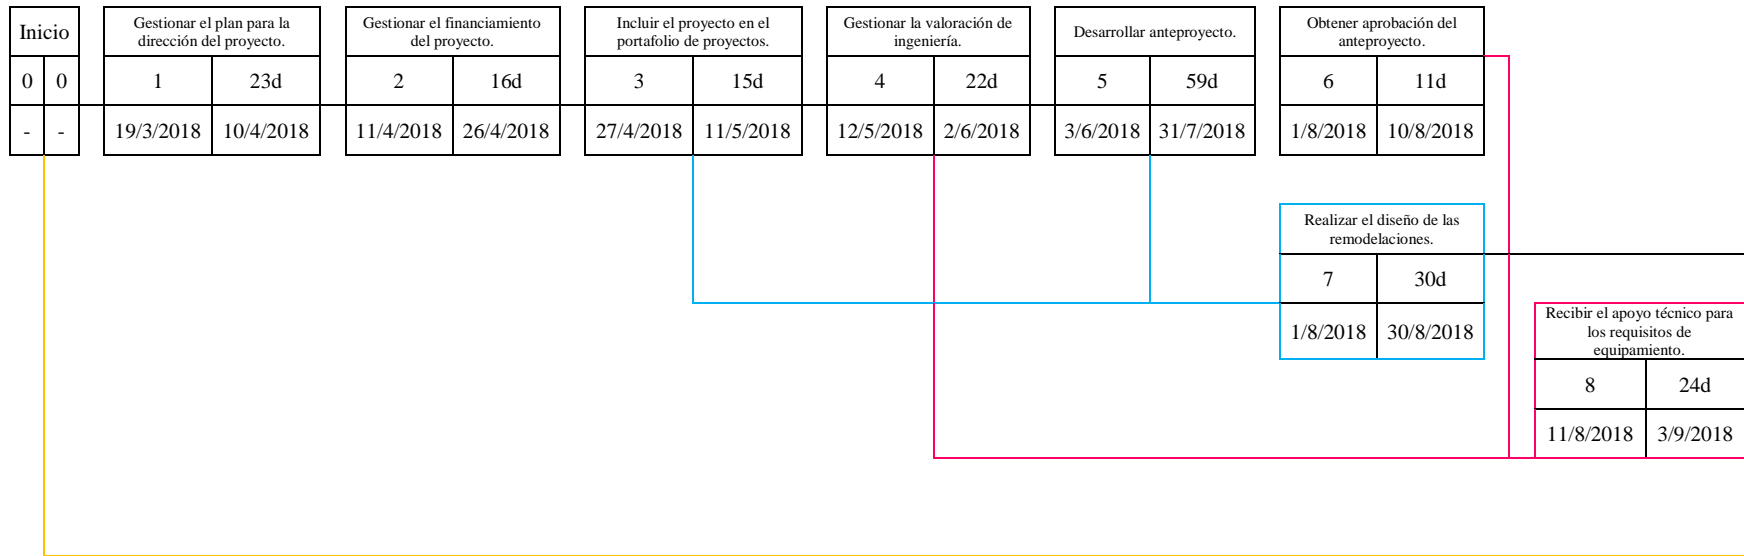 Inicio
0 0
- -
Gestionar el plan para la
dirección del proyecto.
1 23d
19/3/2018 10/4/2018
Gestionar el financiamiento
del proyecto.
2 16d
11/4/2018 26/4/2018
Incluir el proyecto en el
portafolio de proyectos.
3 15d
27/4/2018 11/5/2018
Gestionar la valoración de
ingeniería.
4 22d
12/5/2018 2/6/2018
Desarrollar anteproyecto.
5 59d
3/6/2018 31/7/2018
Obtener aprobación del
anteproyecto.
6 11d
1/8/2018 10/8/2018
Realizar el diseño de las
remodelaciones.
7 30d
1/8/2018 30/8/2018
Recibir el apoyo técnico para
los requisitos de
equipamiento.
8 24d
11/8/2018 3/9/2018